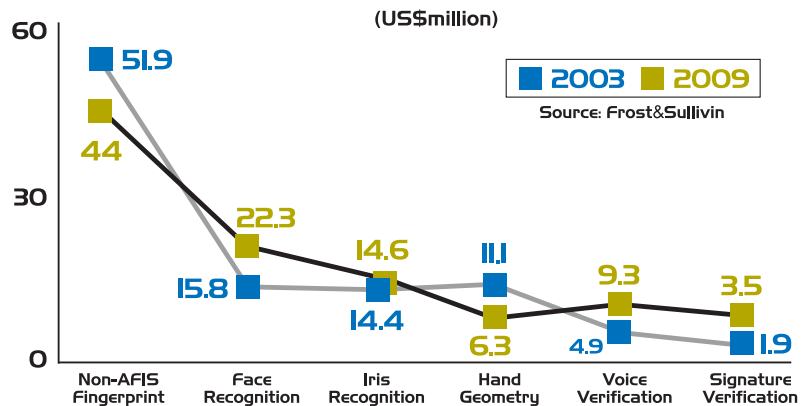 (US$million)
60
51.9
2003 2009
Source: Frost&Sullivin
44
30
22.3
14.6
11.1
15.8
9.3
3.5
14.4
6.3
4.9
1.9
0
Non-AFIS Fingerprint
Face Recognition
Iris Recognition
Hand Geometry
Voice Verification
Signature Verification